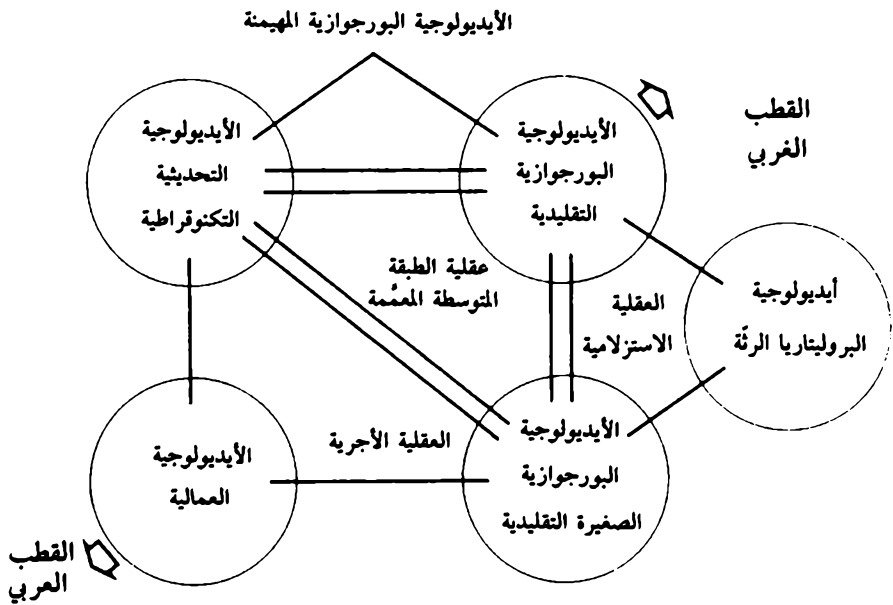 الأيديولوجية البورجوازية المهيمنة
القطب
الغربي
الأيديولوجية
البورجوازية
التقليدية
الأيديولوجية
التحديثية
التكنوقراطية
أيديولوجية
البروليتاريا الرثّة
العقلية
الاستزلامية
عقلية الطبقة
المتوسطة المعمَّمة
الأيديولوجية
البورجوازية
الصغيرة التقليدية
العقلية الأجرية
الأيديولوجية
العمالية
القطب
العربي